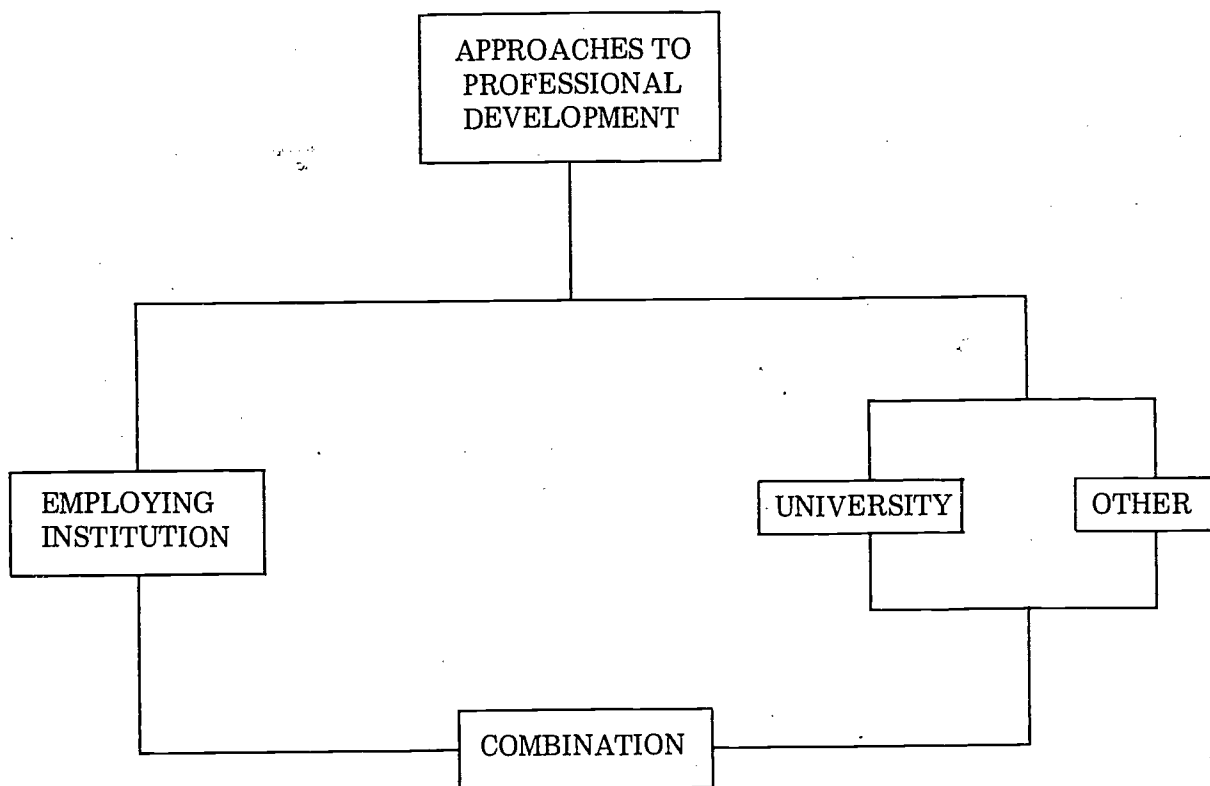 APPROACHES TO
PROFESSIONAL
DEVELOPMENT
EMPLOYING
INSTITUTION
UNIVERSITY
OTHER
COMBINATION